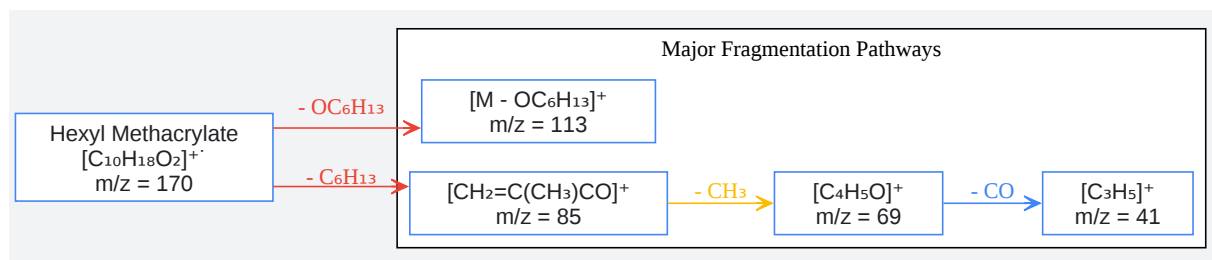 Major Fragmentation Pathways
- OC₆H₁₃
[M - OC₆H₁₃]⁺
m/z = 113
Hexyl Methacrylate
[C₁₀H₁₈O₂]⁺˙
m/z = 170
- C₆H₁₃
[CH₂=C(CH₃)CO]⁺
m/z = 85
- CH₃
[C₄H₅O]⁺
m/z = 69
- CO
[C₃H₅]⁺
m/z = 41